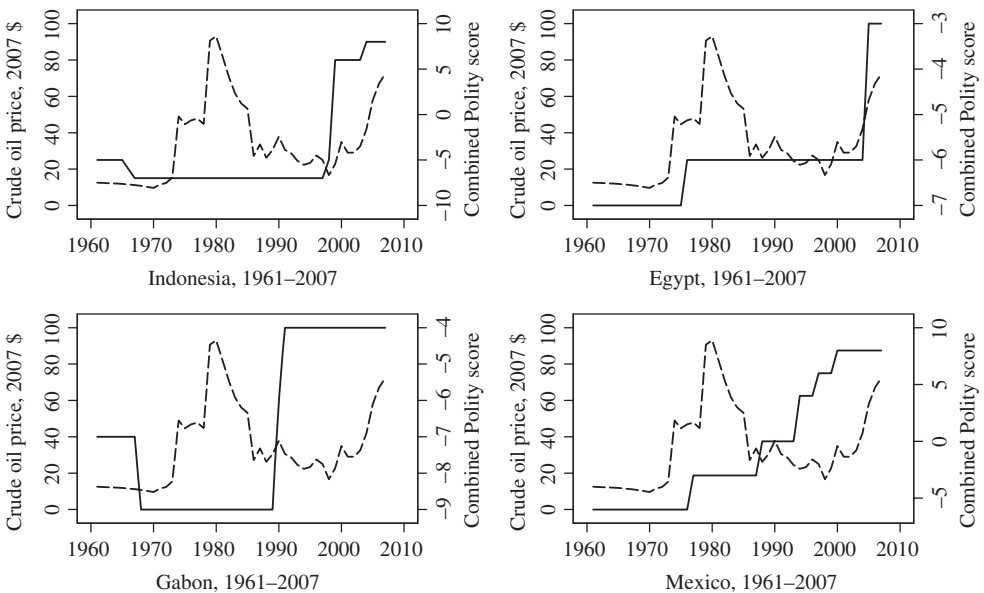 Crude oil price, 2007 $
0 20 40 60 80 100
Combined Polity score
−10 −5 0 5 10
1960 1970 1980 1990 2000 2010
Indonesia, 1961–2007
Crude oil price, 2007 $
0 20 40 60 80 100
Combined Polity score
−7 −6 −5 −4 −3
1960 1970 1980 1990 2000 2010
Egypt, 1961–2007
Crude oil price, 2007 $
0 20 40 60 80 100
Combined Polity score
−9 −8 −7 −6 −5 −4
1960 1970 1980 1990 2000 2010
Gabon, 1961–2007
Crude oil price, 2007 $
0 20 40 60 80 100
Combined Polity score
−5 0 5 10
1960 1970 1980 1990 2000 2010
Mexico, 1961–2007